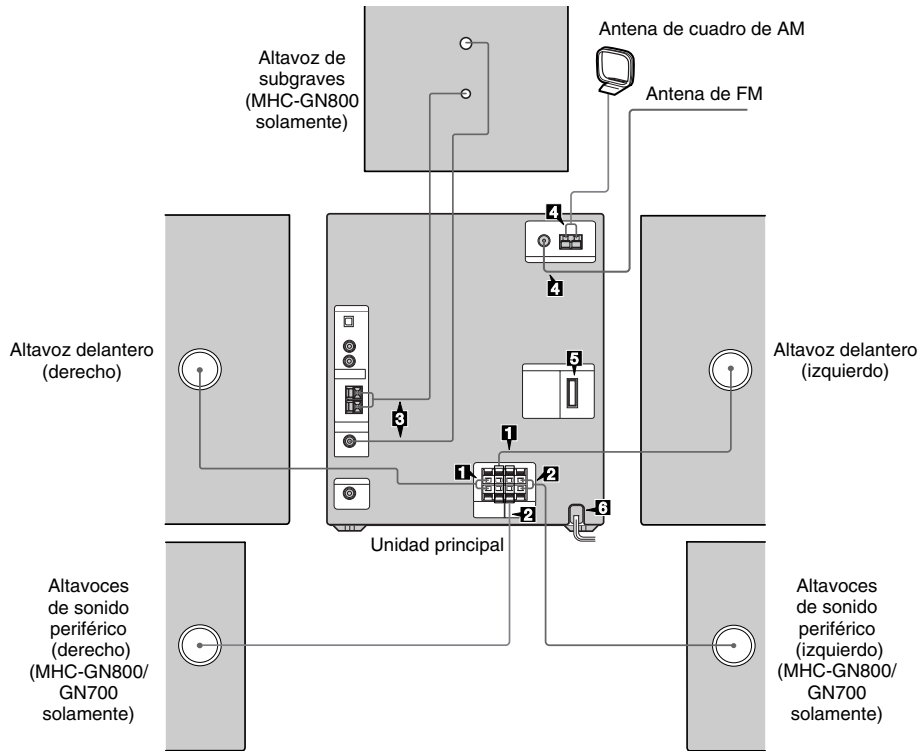 Altavoz de
subgraves
(MHC-GN800
solamente)
Antena de cuadro de AM
Antena de FM
4
4
Altavoz delantero
(derecho)
Altavoz delantero
(izquierdo)
5
3
1
1
2
2
6
Unidad principal
Altavoces
de sonido
periférico
(derecho)
(MHC-GN800/
GN700
solamente)
Altavoces
de sonido
periférico
(izquierdo)
(MHC-GN800/
GN700
solamente)